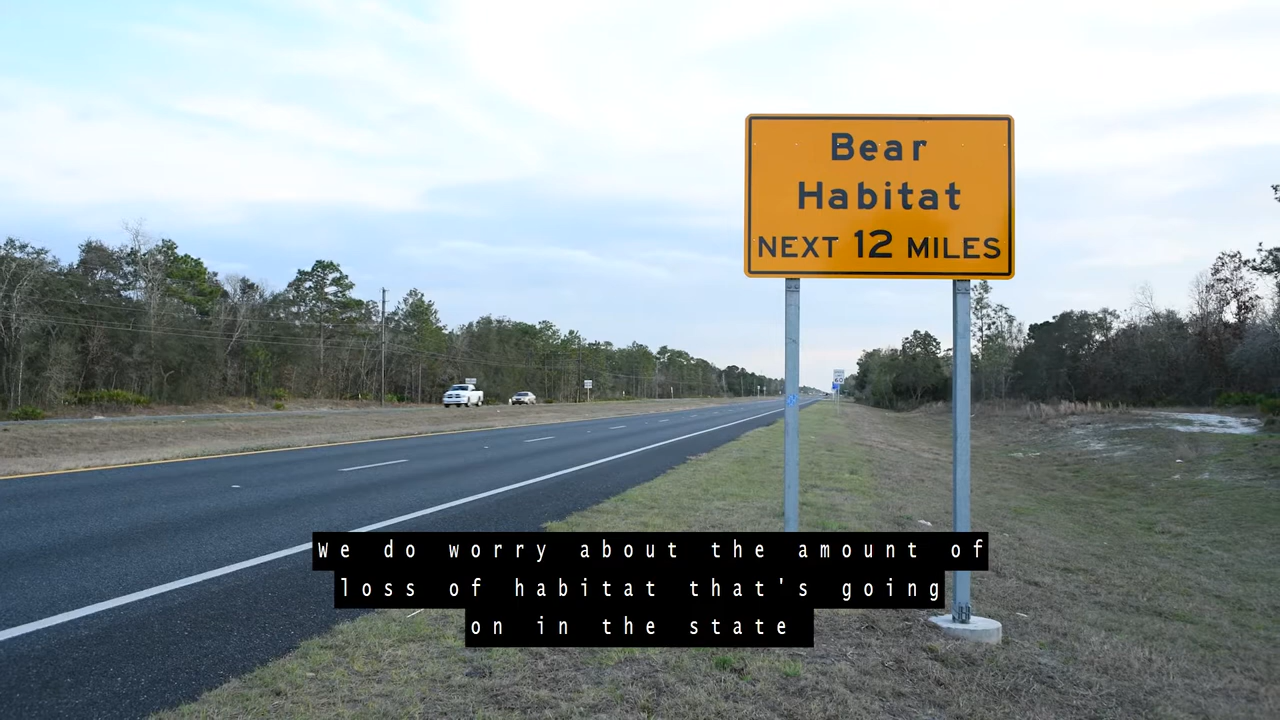 Bear
Habitat
NEXT 12 MILES
we do worry about the amount of
loss of habitat that's going
on in the state